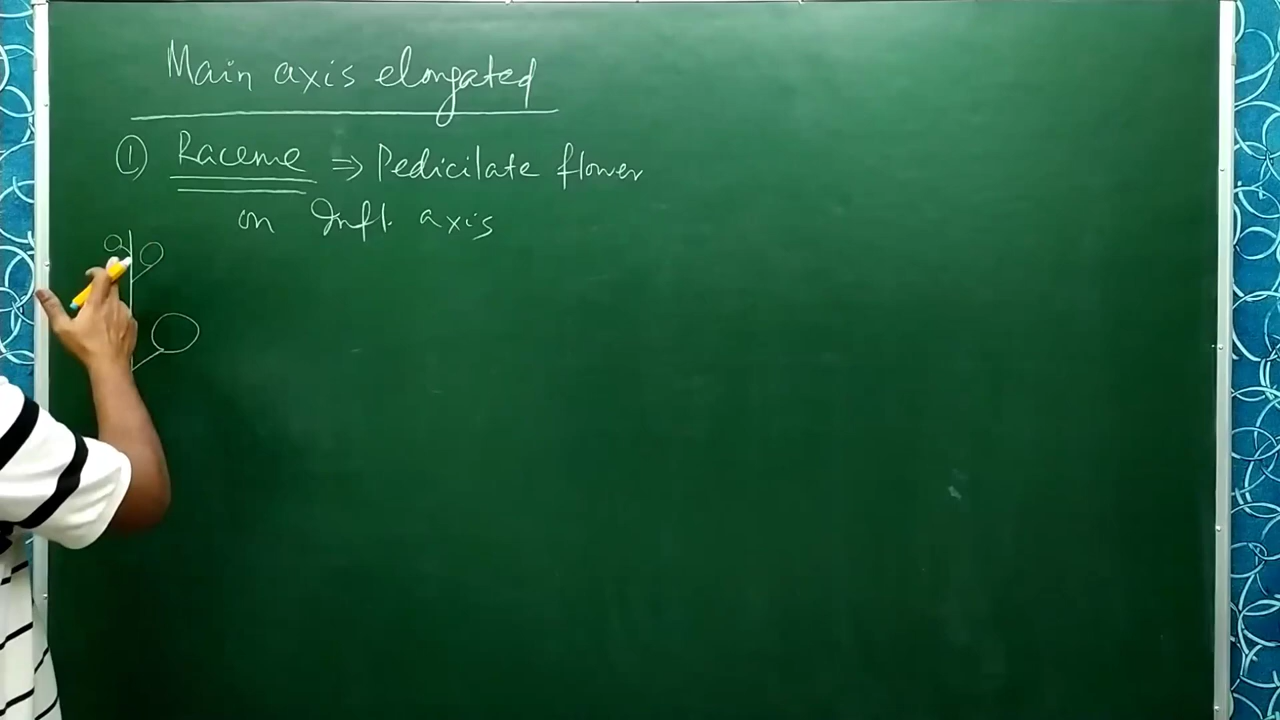 Main axis elongated
① Raceme ⇒ Pedicilate flower
on Infl. axis